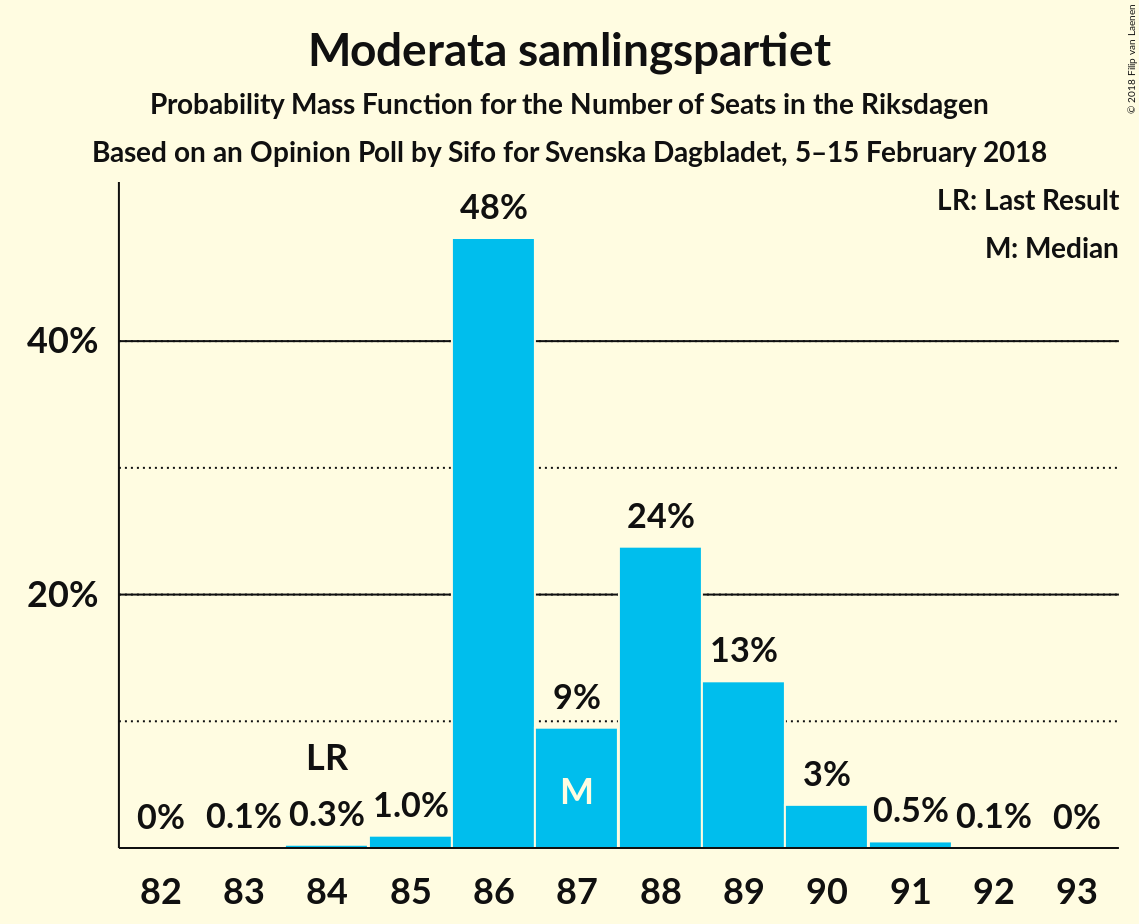 Moderata samlingspartiet
Probability Mass Function for the Number of Seats in the Riksdagen
Based on an Opinion Poll by Sifo for Svenska Dagbladet, 5–15 February 2018
© 2018 Filip van Laenen
LR: Last Result
M: Median
48%
40%
24%
20%
13%
9%
LR
M
3%
0% 0.1% 0.3% 1.0% 0.5% 0.1% 0%
82 83 84 85 86 87 88 89 90 91 92 93